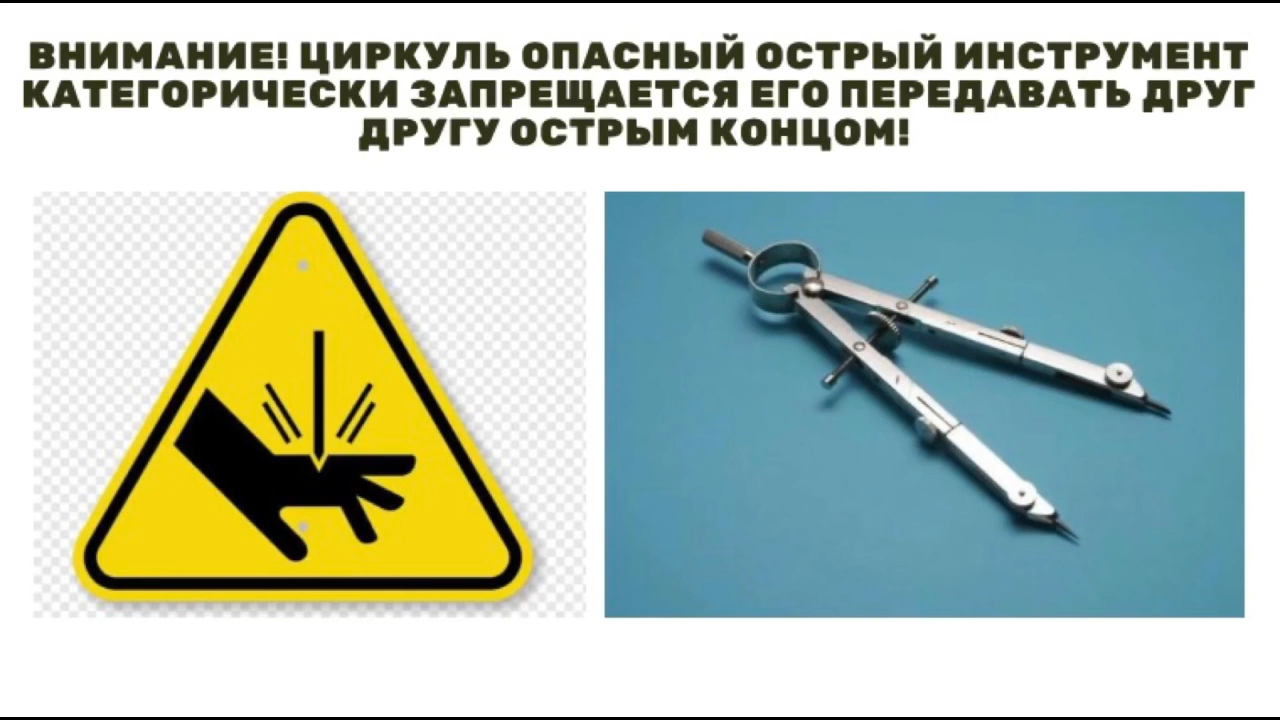 ВНИМАНИЕ! ЦИРКУЛЬ ОПАСНЫЙ ОСТРЫЙ ИНСТРУМЕНТ
КАТЕГОРИЧЕСКИ ЗАПРЕЩАЕТСЯ ЕГО ПЕРЕДАВАТЬ ДРУГ
ДРУГУ ОСТРЫМ КОНЦОМ!